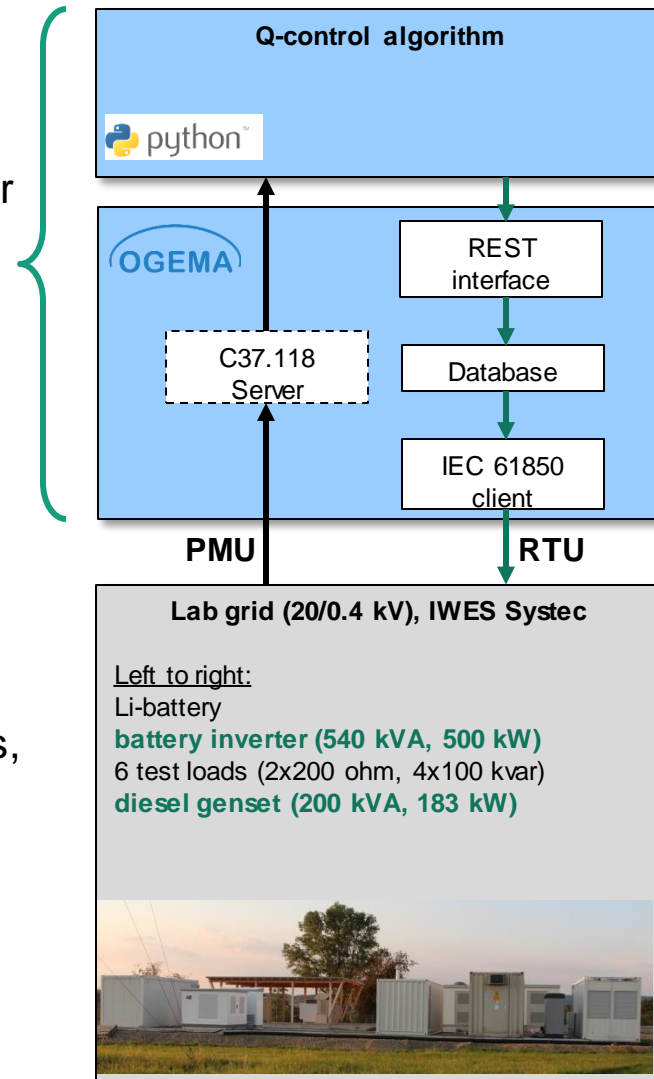 Q-control algorithm
python™
r
OGEMA
REST
interface
C37.118
Server
Database
IEC 61850
client
PMU
RTU
Lab grid (20/0.4 kV), IWES Systec
Left to right:
Li-battery
battery inverter (540 kVA, 500 kW)
s,
6 test loads (2x200 ohm, 4x100 kvar)
diesel genset (200 kVA, 183 kW)